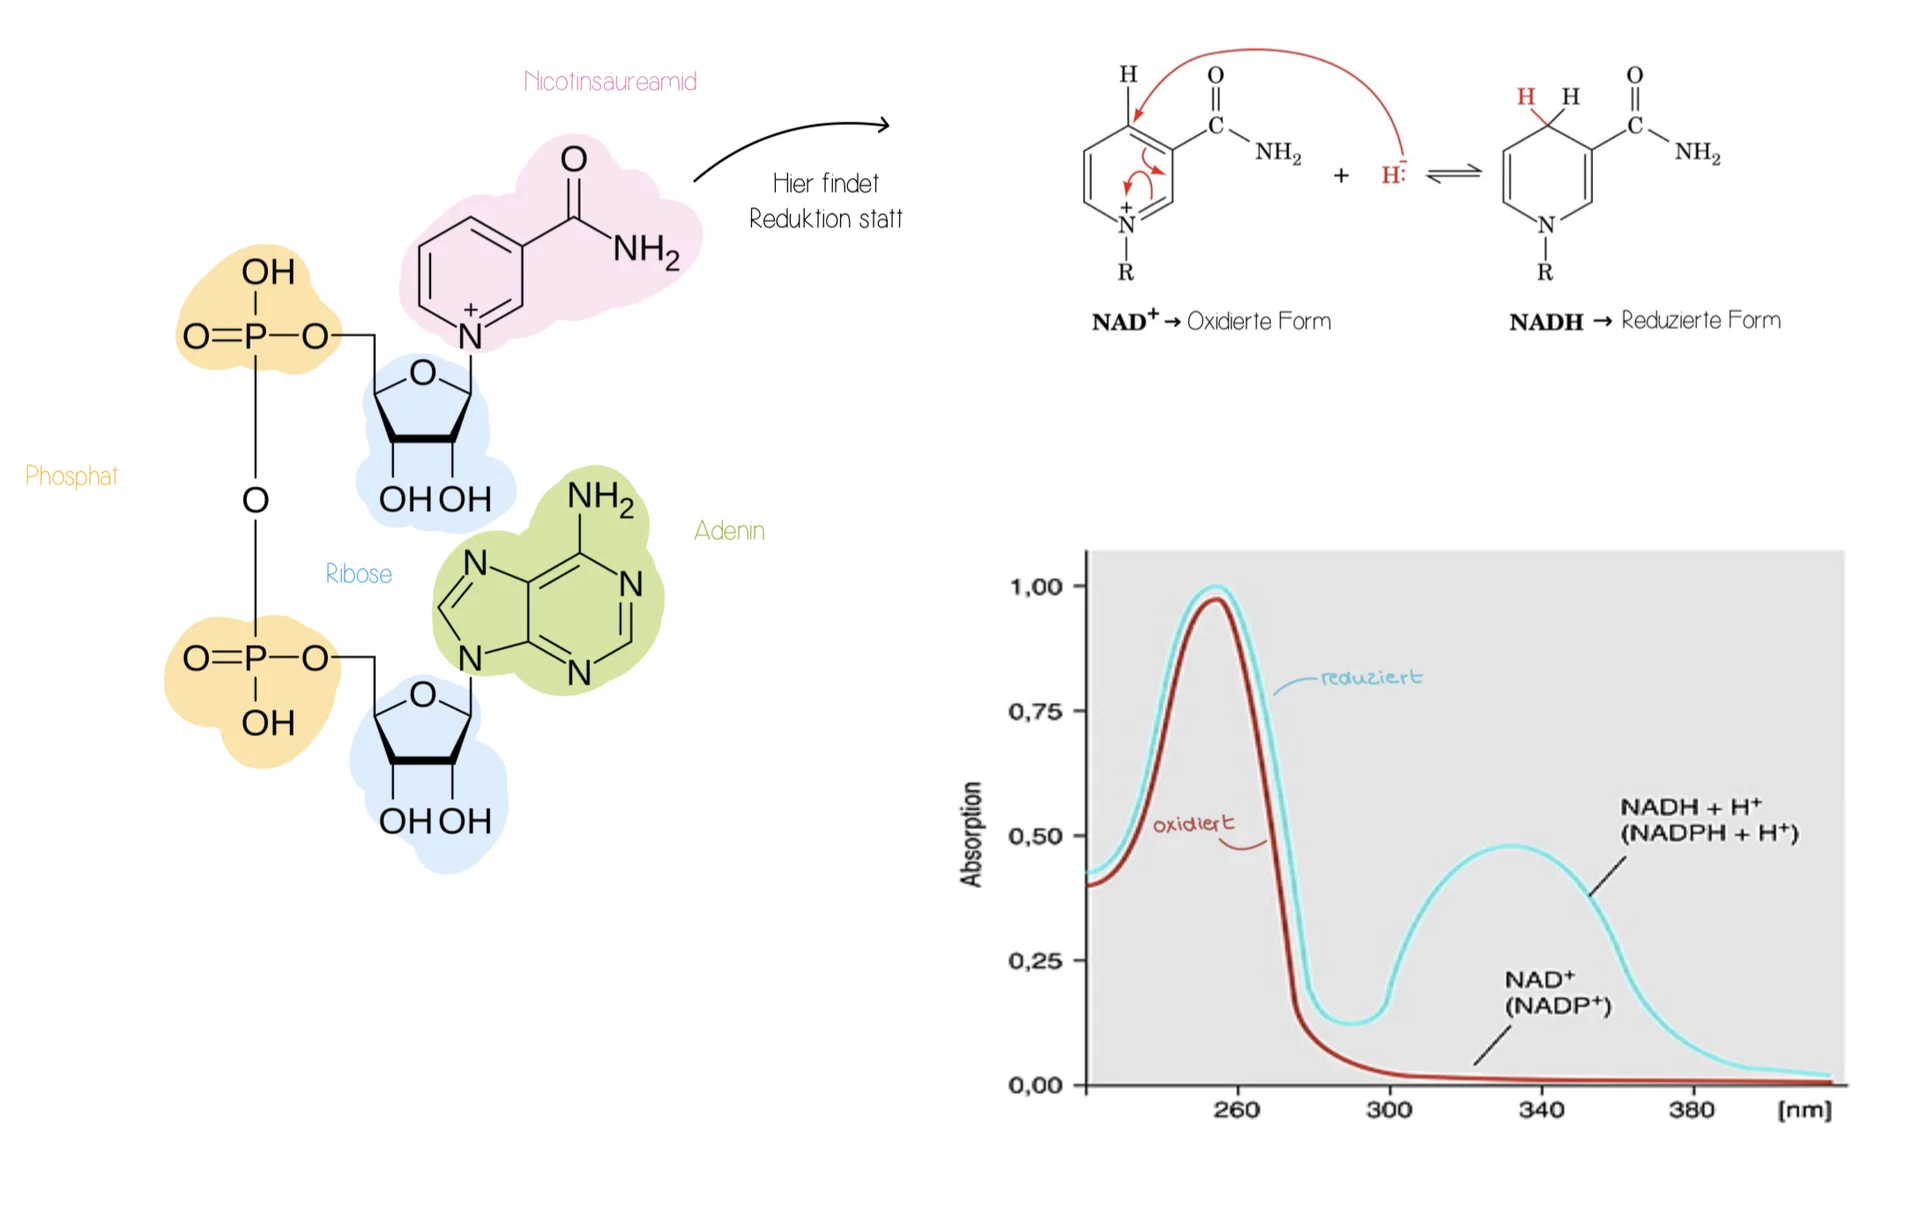 Nicotinsäureamid
Hier findet
Reduktion statt
O
NH2
N+
OH
O=P-O
O
OH OH
Phosphat
O
Ribose
NH2
N
N
N
N
Adenin
O=P-O
OH
O
OH OH
H
O
C
NH2
N+
R
+
H:-
H H
O
C
NH2
N
R
NAD+ → Oxidierte Form
NADH → Reduzierte Form
Absorption
1,00
0,75
0,50
0,25
0,00
reduziert
oxidiert
NADH + H+
(NADPH + H+)
NAD+
(NADP+)
260 300 340 380 [nm]